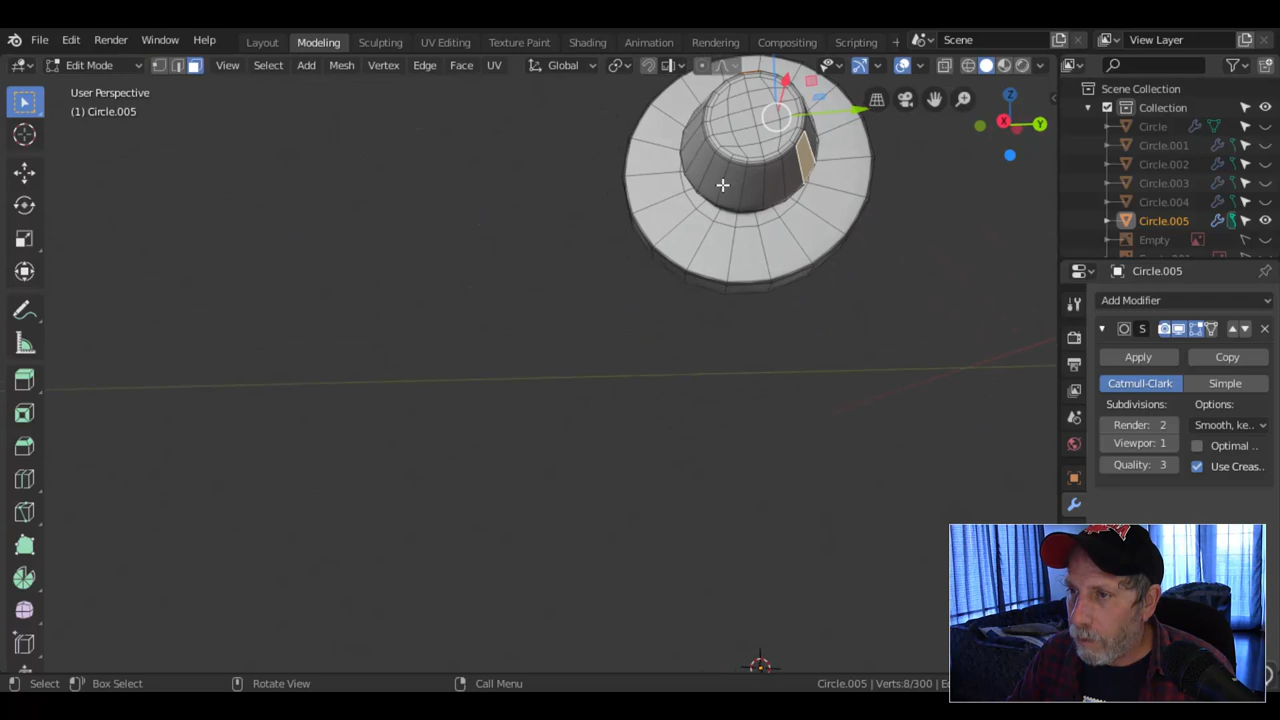 File Edit Render Window Help Layout Modeling Sculpting UV Editing Texture Paint Shading Animation Rendering Compositing Scripting + Scene View Layer
Edit Mode View Select Add Mesh Vertex Edge Face UV Global
User Perspective
(1) Circle.005
X
Y
Z
Scene Collection
Collection
Circle
Circle.001
Circle.002
Circle.003
Circle.004
Circle.005
Empty
Circle.005
Add Modifier
S
Apply Copy
Catmull-Clark Simple
Subdivisions: Options:
Render: 2 Smooth, ke..
Viewpor: 1 Optimal ..
Quality: 3 Use Creas..
Select Box Select Rotate View Call Menu Circle.005 | Verts:8/300 |